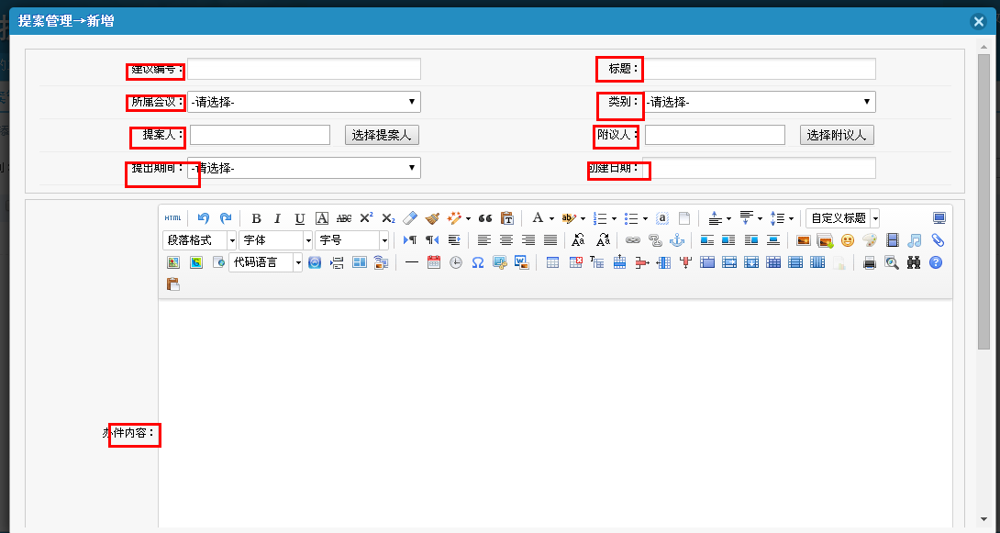 提案管理→新增
建议编号：
标题：
所属会议： -请选择-
类别： -请选择-
提案人： 选择提案人
附议人： 选择附议人
提出期间： -请选择-
创建日期：
HTML B I U A ABC X² X₂ A ab 自定义标题
段落格式 字体 字号
代码语言
办件内容：